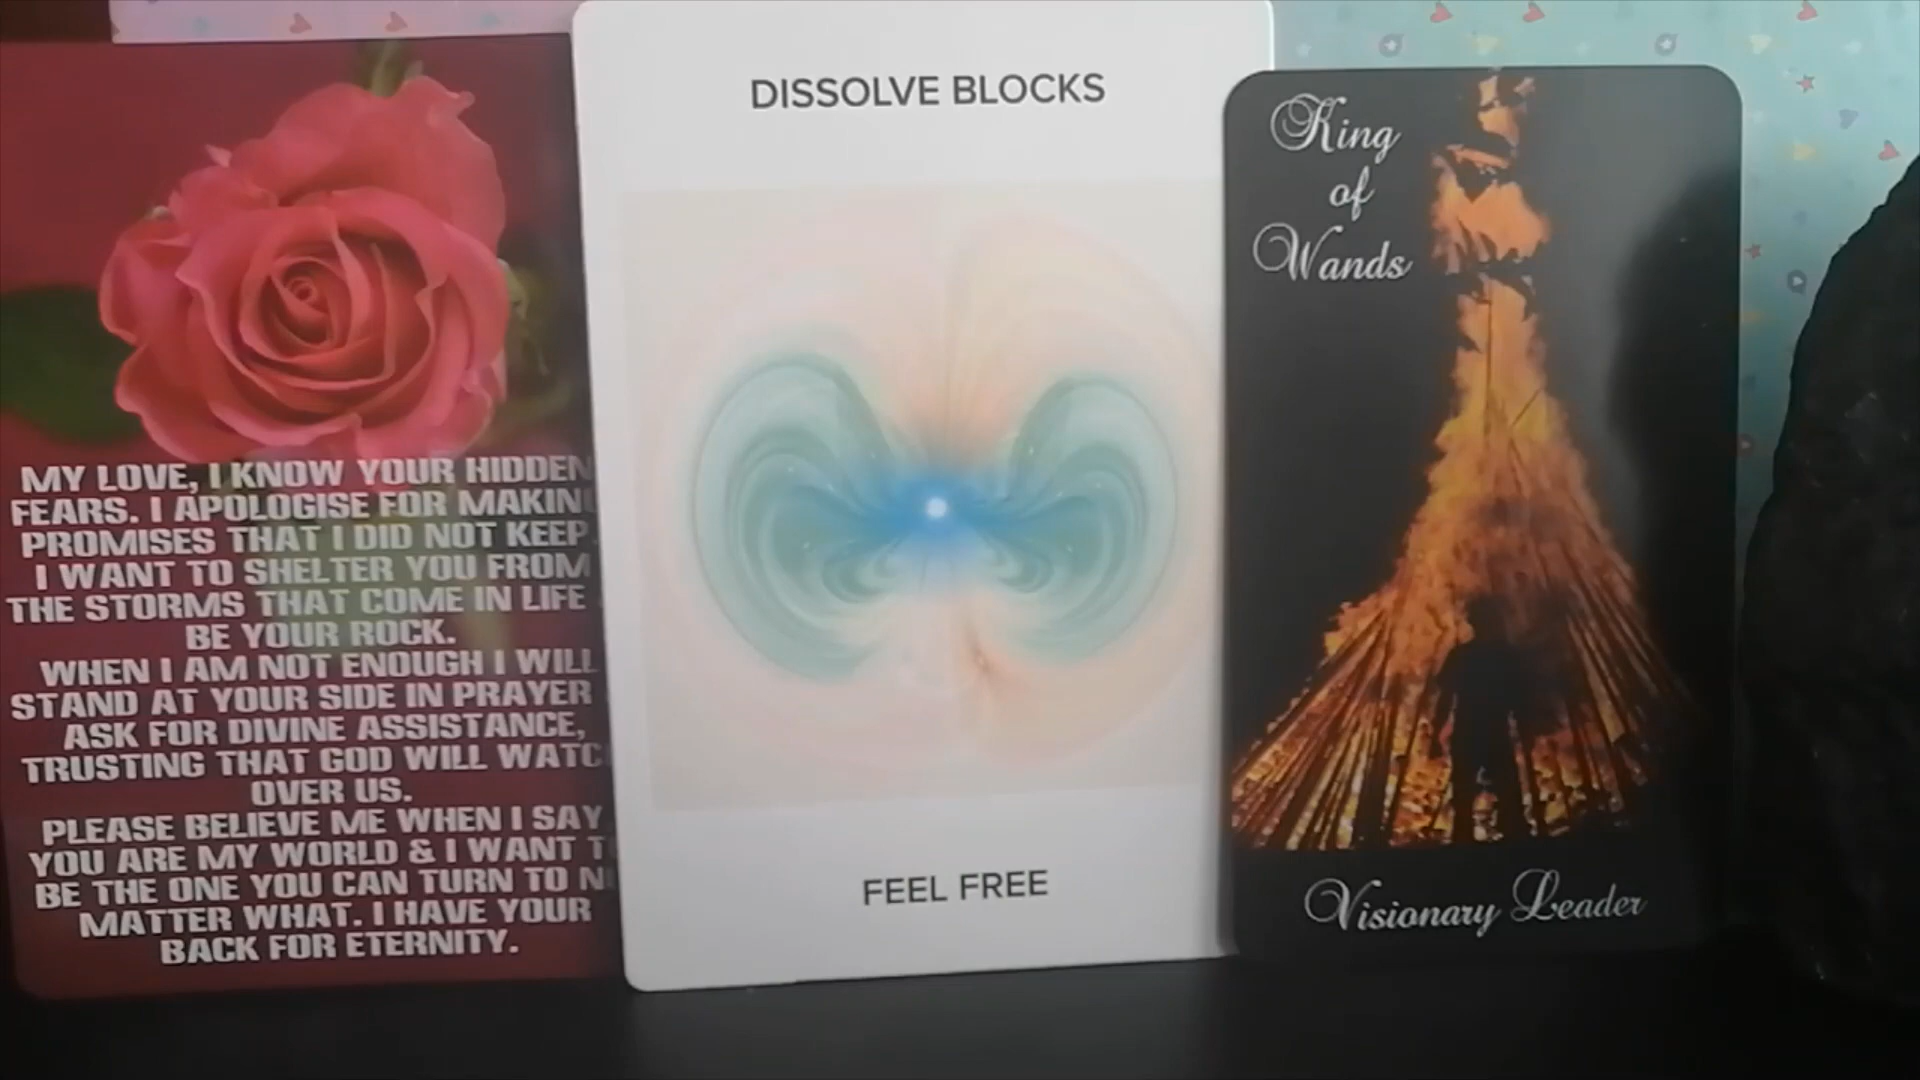 MY LOVE, I KNOW YOUR HIDDEN
FEARS. I APOLOGISE FOR
PROMISES THAT I DID NOT KEEP.
I WANT TO SHELTER YOU FROM
THE STORMS THAT COME IN LIFE
BE YOUR ROCK.
WHEN I AM NOT ENOUGH I WILL
STAND AT YOUR SIDE IN PRAYER
ASK FOR DIVINE ASSISTANCE,
TRUSTING THAT GOD WILL
OVER US.
PLEASE BELIEVE ME WHEN I SAY
YOU ARE MY WORLD & I WANT
BE THE ONE YOU CAN TURN TO
MATTER WHAT. I HAVE YOUR
BACK FOR ETERNITY.
DISSOLVE BLOCKS
FEEL FREE
King
of
Wands
Visionary Leader